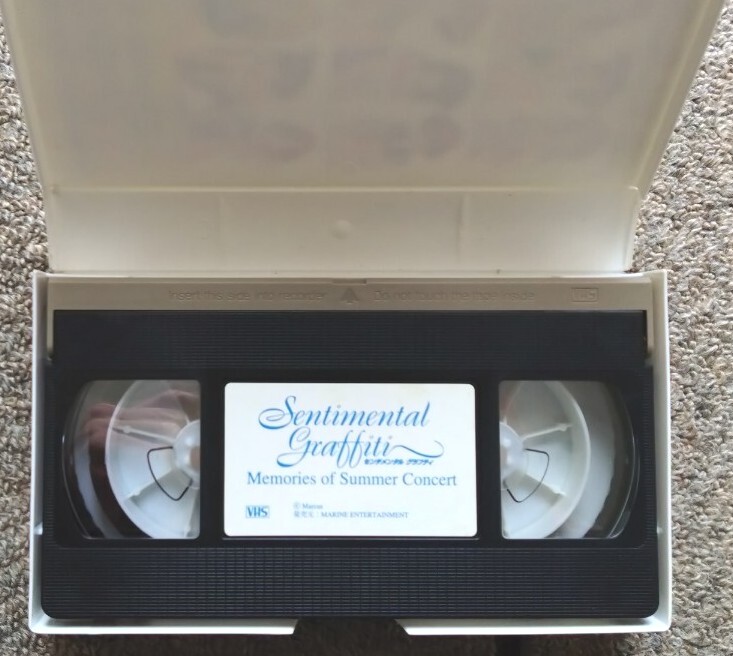 Insert this side into recorder Do not touch the tape inside
Sentimental
Graffiti
センチメンタル グラフティ
Memories of Summer Concert
VHS
© Marcus
発売元：MARINE ENTERTAINMENT